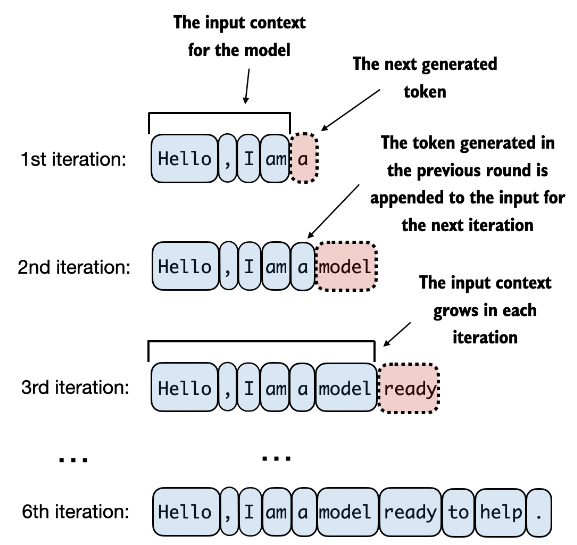 The input context
for the model
The next generated
token
1st iteration: Hello , I am a
The token generated in
the previous round is
appended to the input for
the next iteration
2nd iteration: Hello , I am a model
The input context
grows in each
iteration
3rd iteration: Hello , I am a model ready
... ...
6th iteration: Hello , I am a model ready to help .